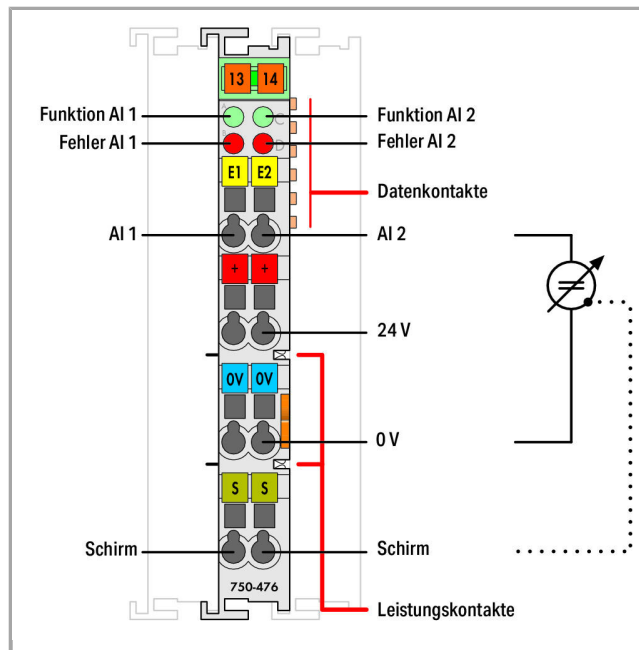 13 14
Funktion AI 1
A
C
Funktion AI 2
Fehler AI 1
B
D
Fehler AI 2
E1 E2
Datenkontakte
AI 1
AI 2
+ +
24 V
0V 0V
0 V
S S
Schirm
Schirm
750-476
Leistungskontakte